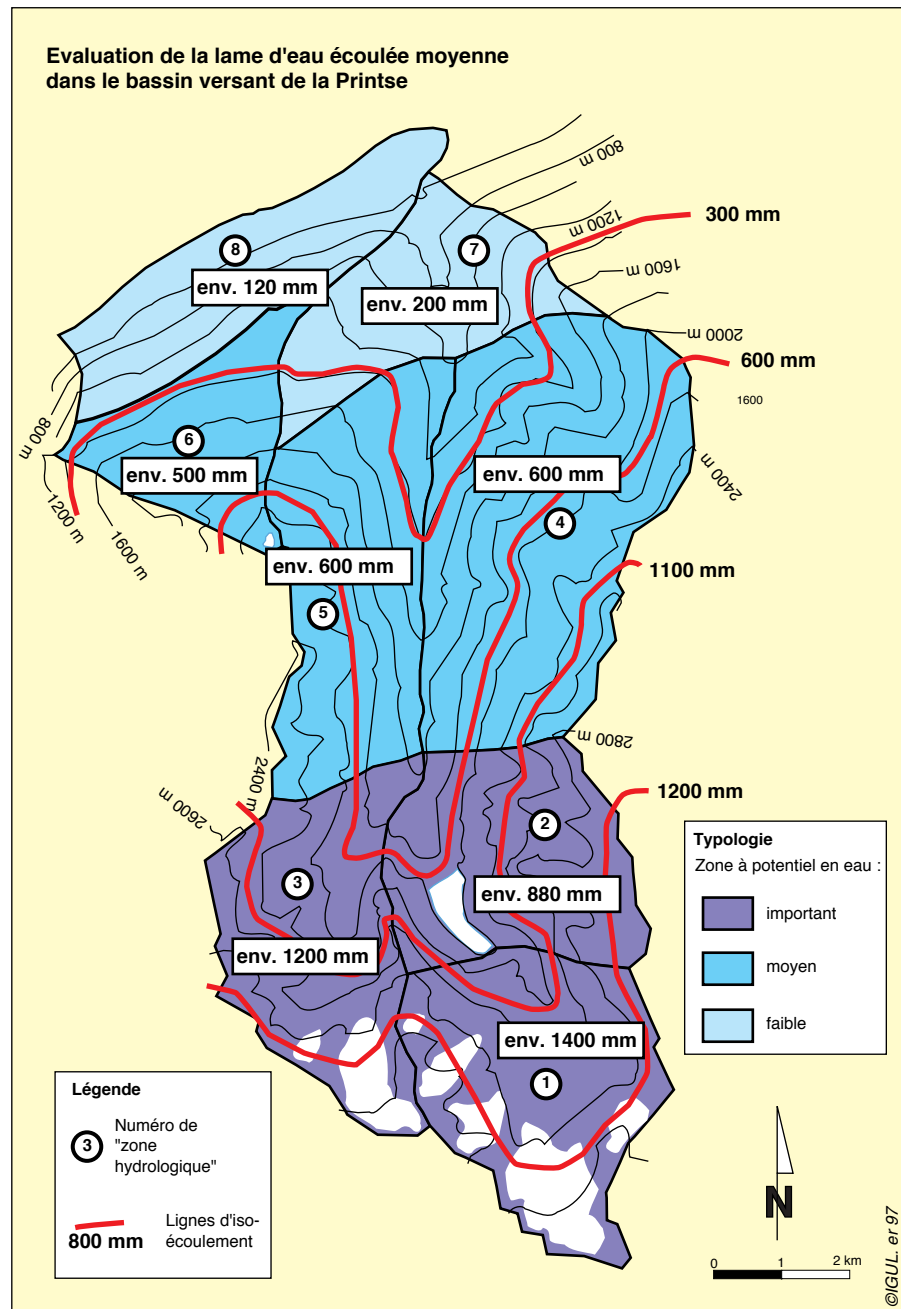 Evaluation de la lame d'eau écoulée moyenne
dans le bassin versant de la Printse
800 m
1200 m
300 mm
1600 m
2000 m
600 mm
1600
2400 m
8
env. 120 mm
7
env. 200 mm
800 m
1200 m
1600 m
6
env. 500 mm
env. 600 mm
4
env. 600 mm
5
1100 mm
2800 m
2400 m
2600 m
1200 mm
2
3
env. 880 mm
env. 1200 mm
env. 1400 mm
1
Typologie
Zone à potentiel en eau :
important
moyen
faible
Légende
3
Numéro de
"zone
hydrologique"
800 mm
Lignes d'iso-
écoulement
N
0 1 2 km
©IGUL. er 97